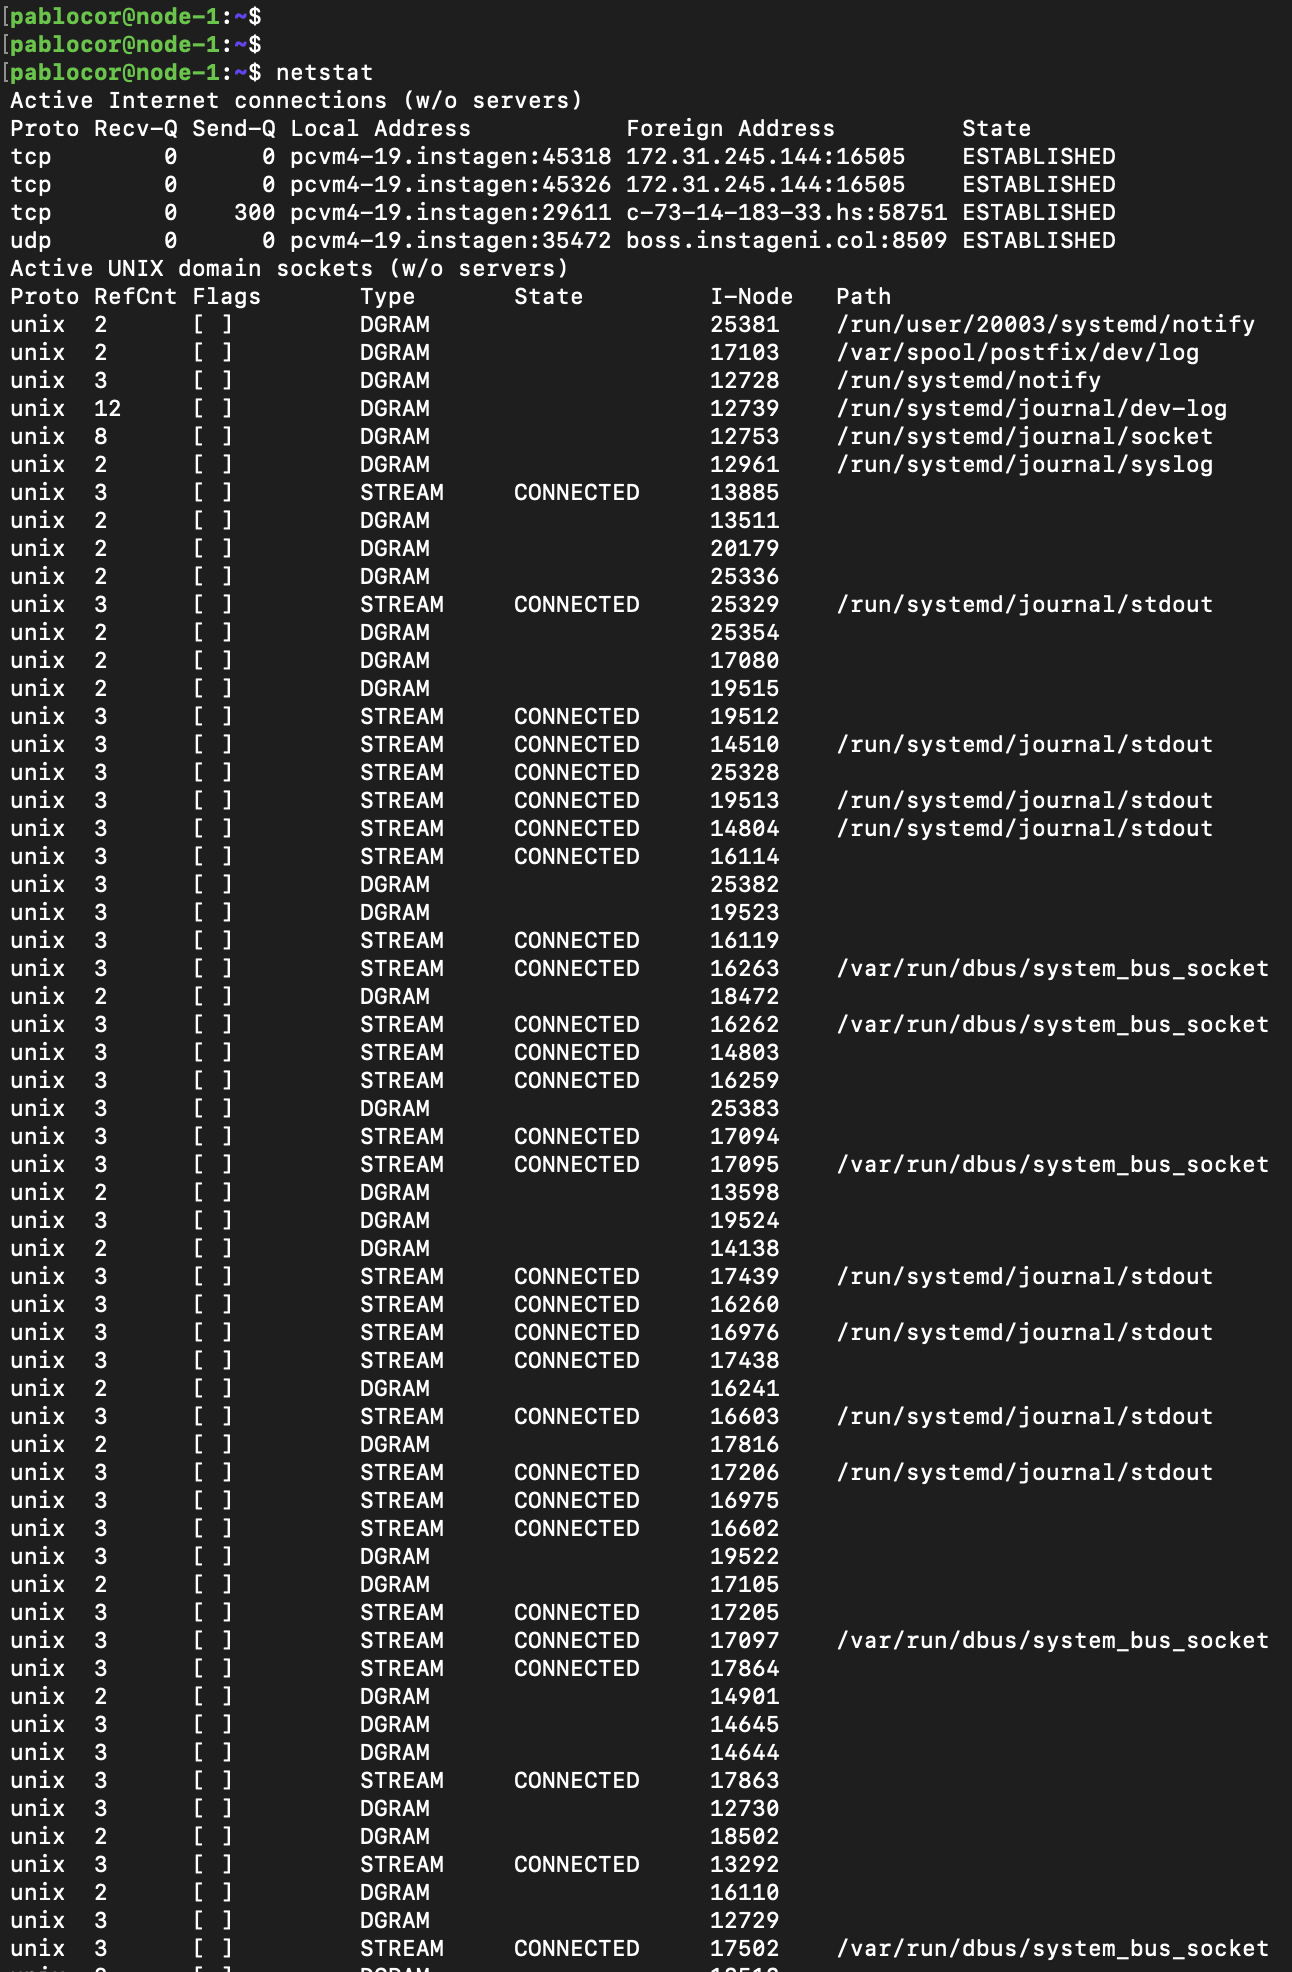 [pablocor@node-1:~$
[pablocor@node-1:~$
[pablocor@node-1:~$ netstat
Active Internet connections (w/o servers)
Proto Recv-Q Send-Q Local Address           Foreign Address         State
tcp        0      0 pcvm4-19.instagen:45318 172.31.245.144:16505    ESTABLISHED
tcp        0      0 pcvm4-19.instagen:45326 172.31.245.144:16505    ESTABLISHED
tcp        0    300 pcvm4-19.instagen:29611 c-73-14-183-33.hs:58751 ESTABLISHED
udp        0      0 pcvm4-19.instagen:35472 boss.instageni.col:8509 ESTABLISHED
Active UNIX domain sockets (w/o servers)
Proto RefCnt Flags       Type       State         I-Node   Path
unix  2      [ ]         DGRAM                    25381    /run/user/20003/systemd/notify
unix  2      [ ]         DGRAM                    17103    /var/spool/postfix/dev/log
unix  3      [ ]         DGRAM                    12728    /run/systemd/notify
unix  12     [ ]         DGRAM                    12739    /run/systemd/journal/dev-log
unix  8      [ ]         DGRAM                    12753    /run/systemd/journal/socket
unix  2      [ ]         DGRAM                    12961    /run/systemd/journal/syslog
unix  3      [ ]         STREAM     CONNECTED     13885
unix  2      [ ]         DGRAM                    13511
unix  2      [ ]         DGRAM                    20179
unix  2      [ ]         DGRAM                    25336
unix  3      [ ]         STREAM     CONNECTED     25329    /run/systemd/journal/stdout
unix  2      [ ]         DGRAM                    25354
unix  2      [ ]         DGRAM                    17080
unix  2      [ ]         DGRAM                    19515
unix  3      [ ]         STREAM     CONNECTED     19512
unix  3      [ ]         STREAM     CONNECTED     14510    /run/systemd/journal/stdout
unix  3      [ ]         STREAM     CONNECTED     25328
unix  3      [ ]         STREAM     CONNECTED     19513    /run/systemd/journal/stdout
unix  3      [ ]         STREAM     CONNECTED     14804    /run/systemd/journal/stdout
unix  3      [ ]         STREAM     CONNECTED     16114
unix  3      [ ]         DGRAM                    25382
unix  3      [ ]         DGRAM                    19523
unix  3      [ ]         STREAM     CONNECTED     16119
unix  3      [ ]         STREAM     CONNECTED     16263    /var/run/dbus/system_bus_socket
unix  2      [ ]         DGRAM                    18472
unix  3      [ ]         STREAM     CONNECTED     16262    /var/run/dbus/system_bus_socket
unix  3      [ ]         STREAM     CONNECTED     14803
unix  3      [ ]         STREAM     CONNECTED     16259
unix  3      [ ]         DGRAM                    25383
unix  3      [ ]         STREAM     CONNECTED     17094
unix  3      [ ]         STREAM     CONNECTED     17095    /var/run/dbus/system_bus_socket
unix  2      [ ]         DGRAM                    13598
unix  3      [ ]         DGRAM                    19524
unix  2      [ ]         DGRAM                    14138
unix  3      [ ]         STREAM     CONNECTED     17439    /run/systemd/journal/stdout
unix  3      [ ]         STREAM     CONNECTED     16260
unix  3      [ ]         STREAM     CONNECTED     16976    /run/systemd/journal/stdout
unix  3      [ ]         STREAM     CONNECTED     17438
unix  2      [ ]         DGRAM                    16241
unix  3      [ ]         STREAM     CONNECTED     16603    /run/systemd/journal/stdout
unix  2      [ ]         DGRAM                    17816
unix  3      [ ]         STREAM     CONNECTED     17206    /run/systemd/journal/stdout
unix  3      [ ]         STREAM     CONNECTED     16975
unix  3      [ ]         STREAM     CONNECTED     16602
unix  3      [ ]         DGRAM                    19522
unix  2      [ ]         DGRAM                    17105
unix  3      [ ]         STREAM     CONNECTED     17205
unix  3      [ ]         STREAM     CONNECTED     17097    /var/run/dbus/system_bus_socket
unix  3      [ ]         STREAM     CONNECTED     17864
unix  2      [ ]         DGRAM                    14901
unix  3      [ ]         DGRAM                    14645
unix  3      [ ]         DGRAM                    14644
unix  3      [ ]         STREAM     CONNECTED     17863
unix  3      [ ]         DGRAM                    12730
unix  2      [ ]         DGRAM                    18502
unix  3      [ ]         STREAM     CONNECTED     13292
unix  2      [ ]         DGRAM                    16110
unix  3      [ ]         DGRAM                    12729
unix  3      [ ]         STREAM     CONNECTED     17502    /var/run/dbus/system_bus_socket
unix         [ ]         DGRAM